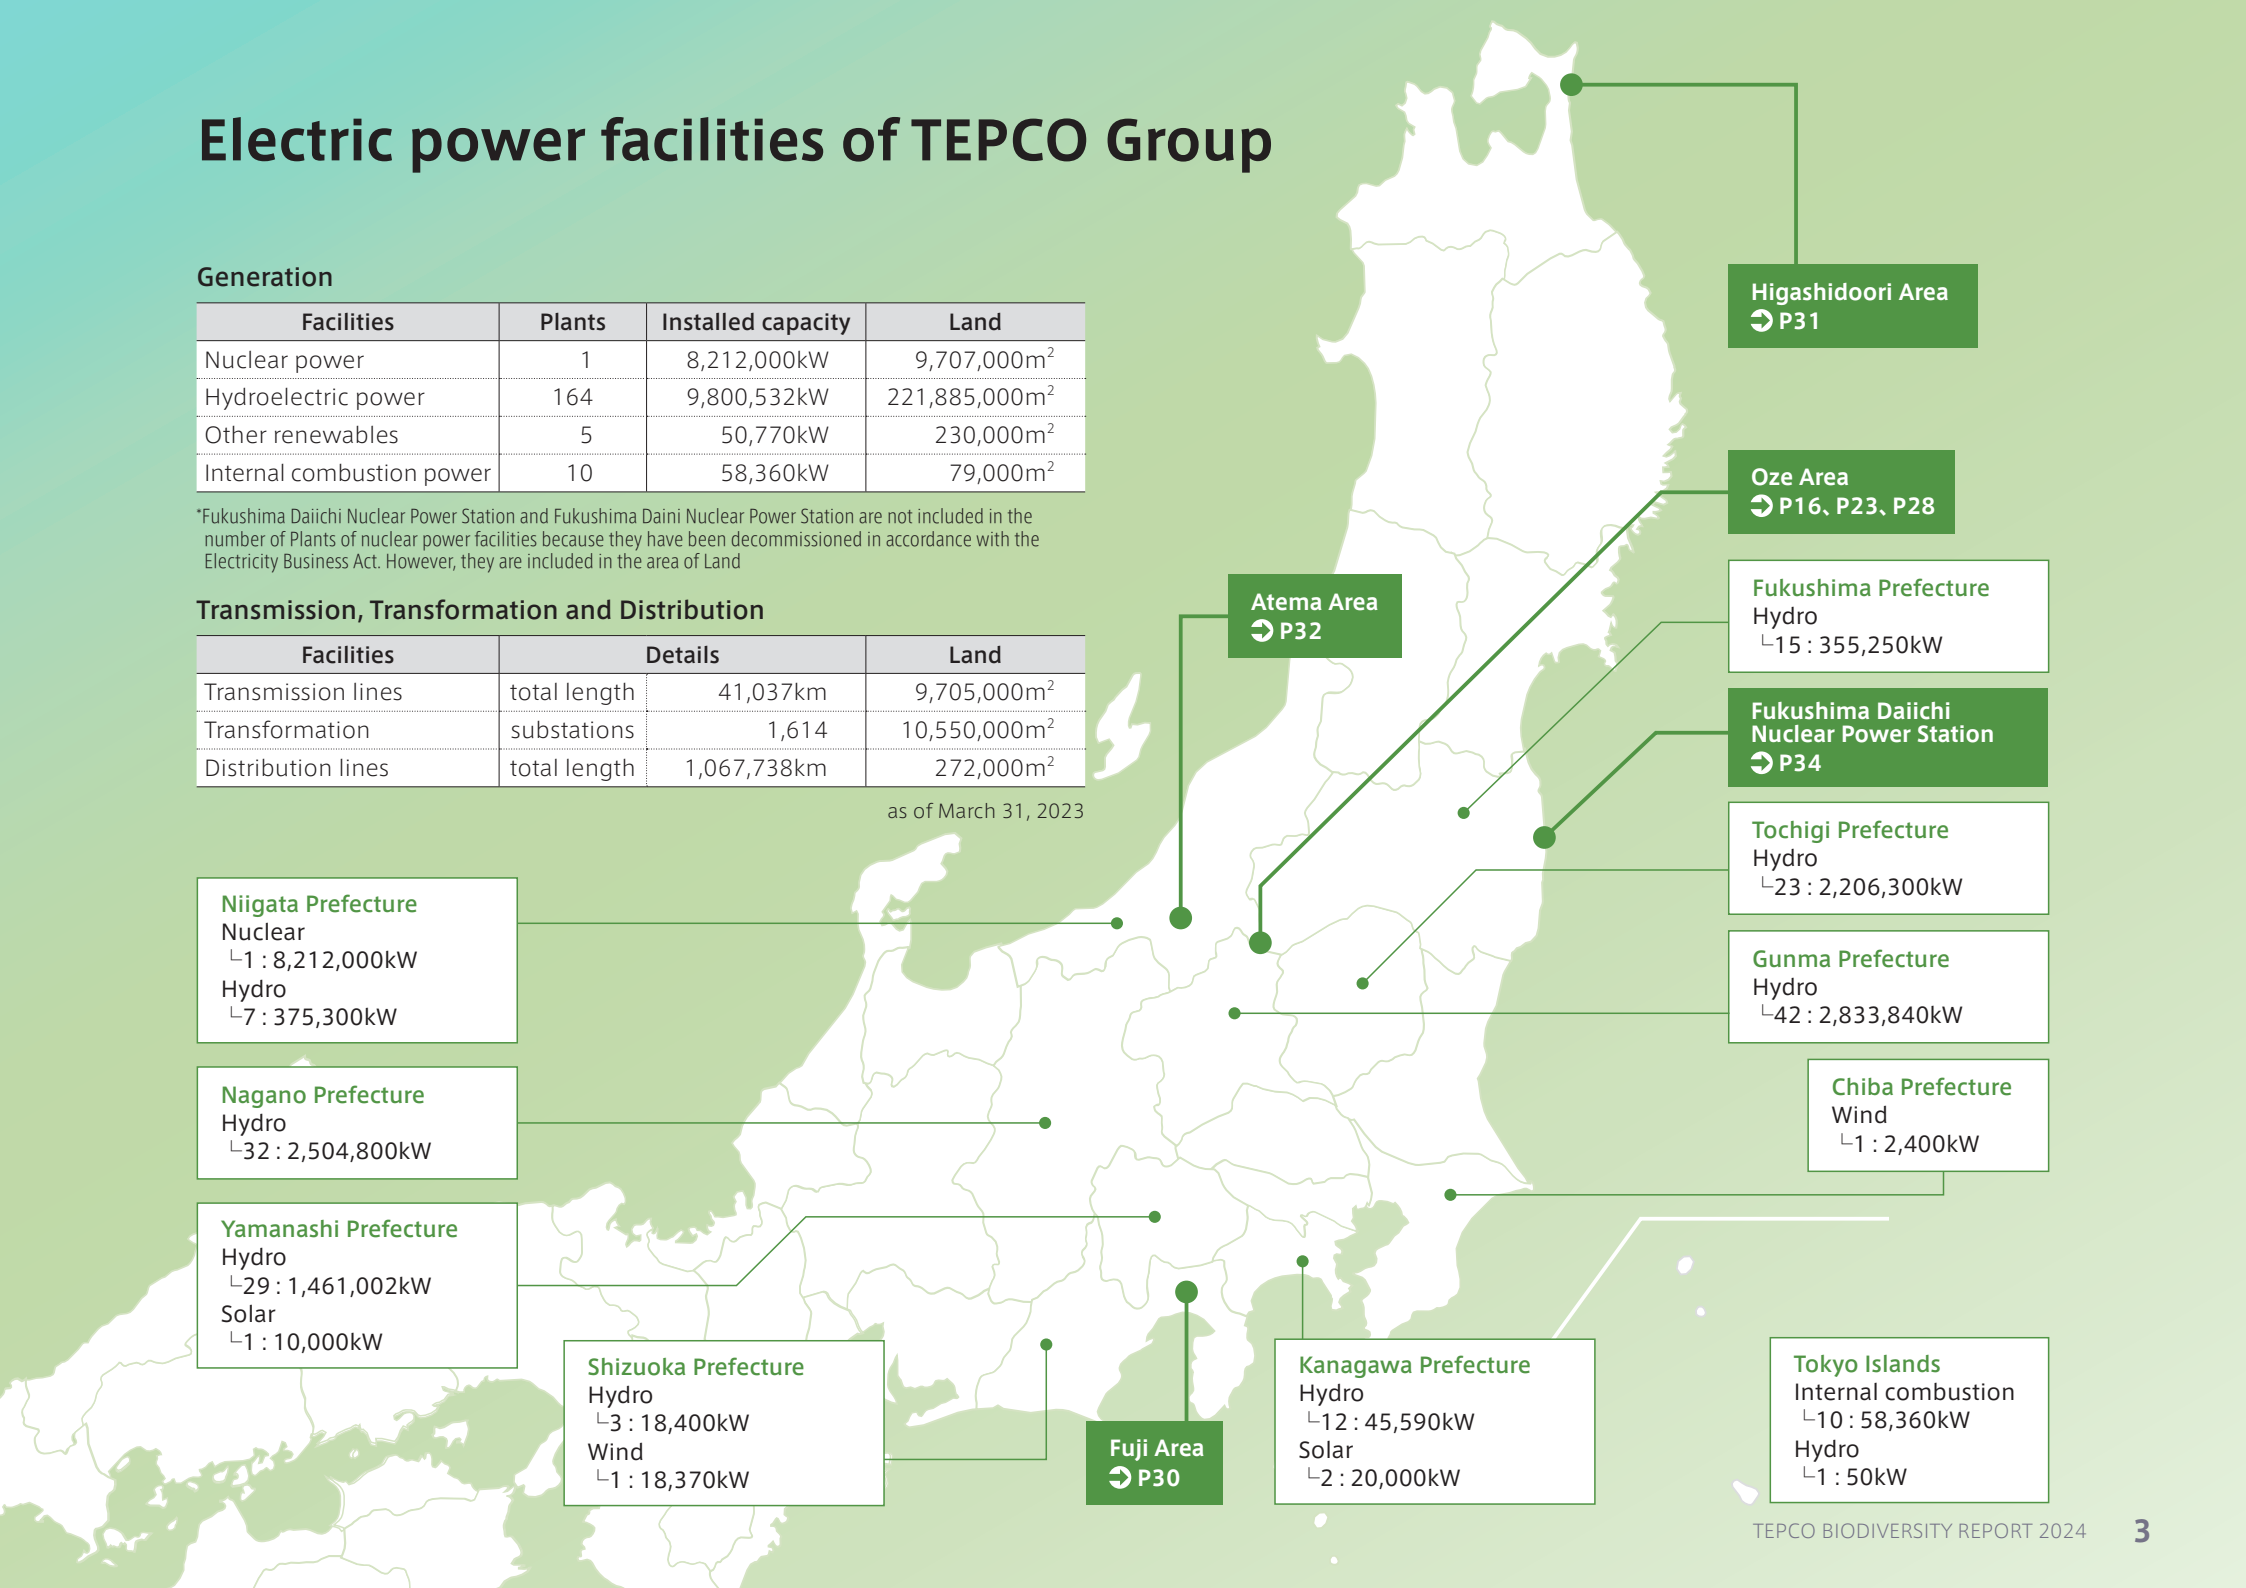 Electric power facilities of TEPCO Group
Generation
Facilities Plants Installed capacity Land
Nuclear power 1 8,212,000kW 9,707,000m²
Hydroelectric power 164 9,800,532kW 221,885,000m²
Other renewables 5 50,770kW 230,000m²
Internal combustion power 10 58,360kW 79,000m²
*Fukushima Daiichi Nuclear Power Station and Fukushima Daini Nuclear Power Station are not included in the
number of Plants of nuclear power facilities because they have been decommissioned in accordance with the
Electricity Business Act. However, they are included in the area of Land
Transmission, Transformation and Distribution
Facilities Details Land
Transmission lines total length 41,037km 9,705,000m²
Transformation substations 1,614 10,550,000m²
Distribution lines total length 1,067,738km 272,000m²
as of March 31, 2023
Higashidoori Area
P31
Oze Area
P16、P23、P28
Atema Area
P32
Fukushima Prefecture
Hydro
└15 : 355,250kW
Fukushima Daiichi
Nuclear Power Station
P34
Tochigi Prefecture
Hydro
└23 : 2,206,300kW
Gunma Prefecture
Hydro
└42 : 2,833,840kW
Chiba Prefecture
Wind
└1 : 2,400kW
Niigata Prefecture
Nuclear
└1 : 8,212,000kW
Hydro
└7 : 375,300kW
Nagano Prefecture
Hydro
└32 : 2,504,800kW
Yamanashi Prefecture
Hydro
└29 : 1,461,002kW
Solar
└1 : 10,000kW
Shizuoka Prefecture
Hydro
└3 : 18,400kW
Wind
└1 : 18,370kW
Fuji Area
P30
Kanagawa Prefecture
Hydro
└12 : 45,590kW
Solar
└2 : 20,000kW
Tokyo Islands
Internal combustion
└10 : 58,360kW
Hydro
└1 : 50kW
TEPCO BIODIVERSITY REPORT 2024 3